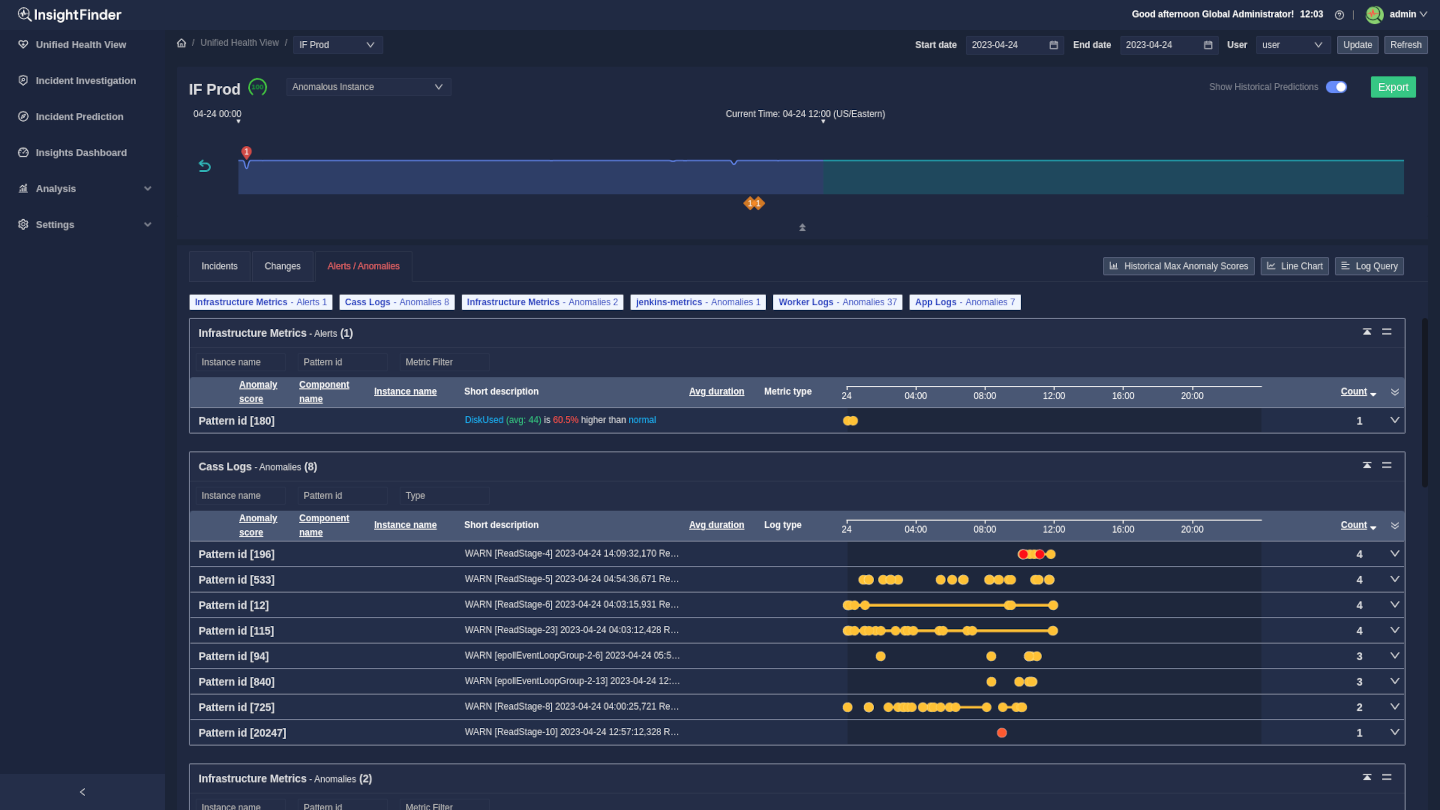 InsightFinder
Good afternoon Global Administrator! 12:03
admin
Unified Health View
Incident Investigation
Incident Prediction
Insights Dashboard
Analysis
Settings
/ Unified Health View / IF Prod
Start date 2023-04-24 End date 2023-04-24 User user Update Refresh
IF Prod 100 Anomalous Instance
Show Historical Predictions Export
04-24 00:00
Current Time: 04-24 12:00 (US/Eastern)
1
1 1
Incidents Changes Alerts / Anomalies
Historical Max Anomaly Scores Line Chart Log Query
Infrastructure Metrics - Alerts 1 Cass Logs - Anomalies 8 Infrastructure Metrics - Anomalies 2 jenkins-metrics - Anomalies 1 Worker Logs - Anomalies 37 App Logs - Anomalies 7
Infrastructure Metrics - Alerts (1)
Instance name Pattern id Metric Filter
Anomaly score Component name Instance name Short description Avg duration Metric type 24 04:00 08:00 12:00 16:00 20:00 Count
Pattern id [180] DiskUsed (avg: 44) is 60.5% higher than normal 1
Cass Logs - Anomalies (8)
Instance name Pattern id Type
Anomaly score Component name Instance name Short description Avg duration Log type 24 04:00 08:00 12:00 16:00 20:00 Count
Pattern id [196] WARN [ReadStage-4] 2023-04-24 14:09:32,170 Re… 4
Pattern id [533] WARN [ReadStage-5] 2023-04-24 04:54:36,671 Re… 4
Pattern id [12] WARN [ReadStage-6] 2023-04-24 04:03:15,931 Re… 4
Pattern id [115] WARN [ReadStage-23] 2023-04-24 04:03:12,428 R… 4
Pattern id [94] WARN [epollEventLoopGroup-2-6] 2023-04-24 05:5… 3
Pattern id [840] WARN [epollEventLoopGroup-2-13] 2023-04-24 12:… 3
Pattern id [725] WARN [ReadStage-8] 2023-04-24 04:00:25,721 Re… 2
Pattern id [20247] WARN [ReadStage-10] 2023-04-24 12:57:12,328 R… 1
Infrastructure Metrics - Anomalies (2)
Instance name Pattern id Metric Filter